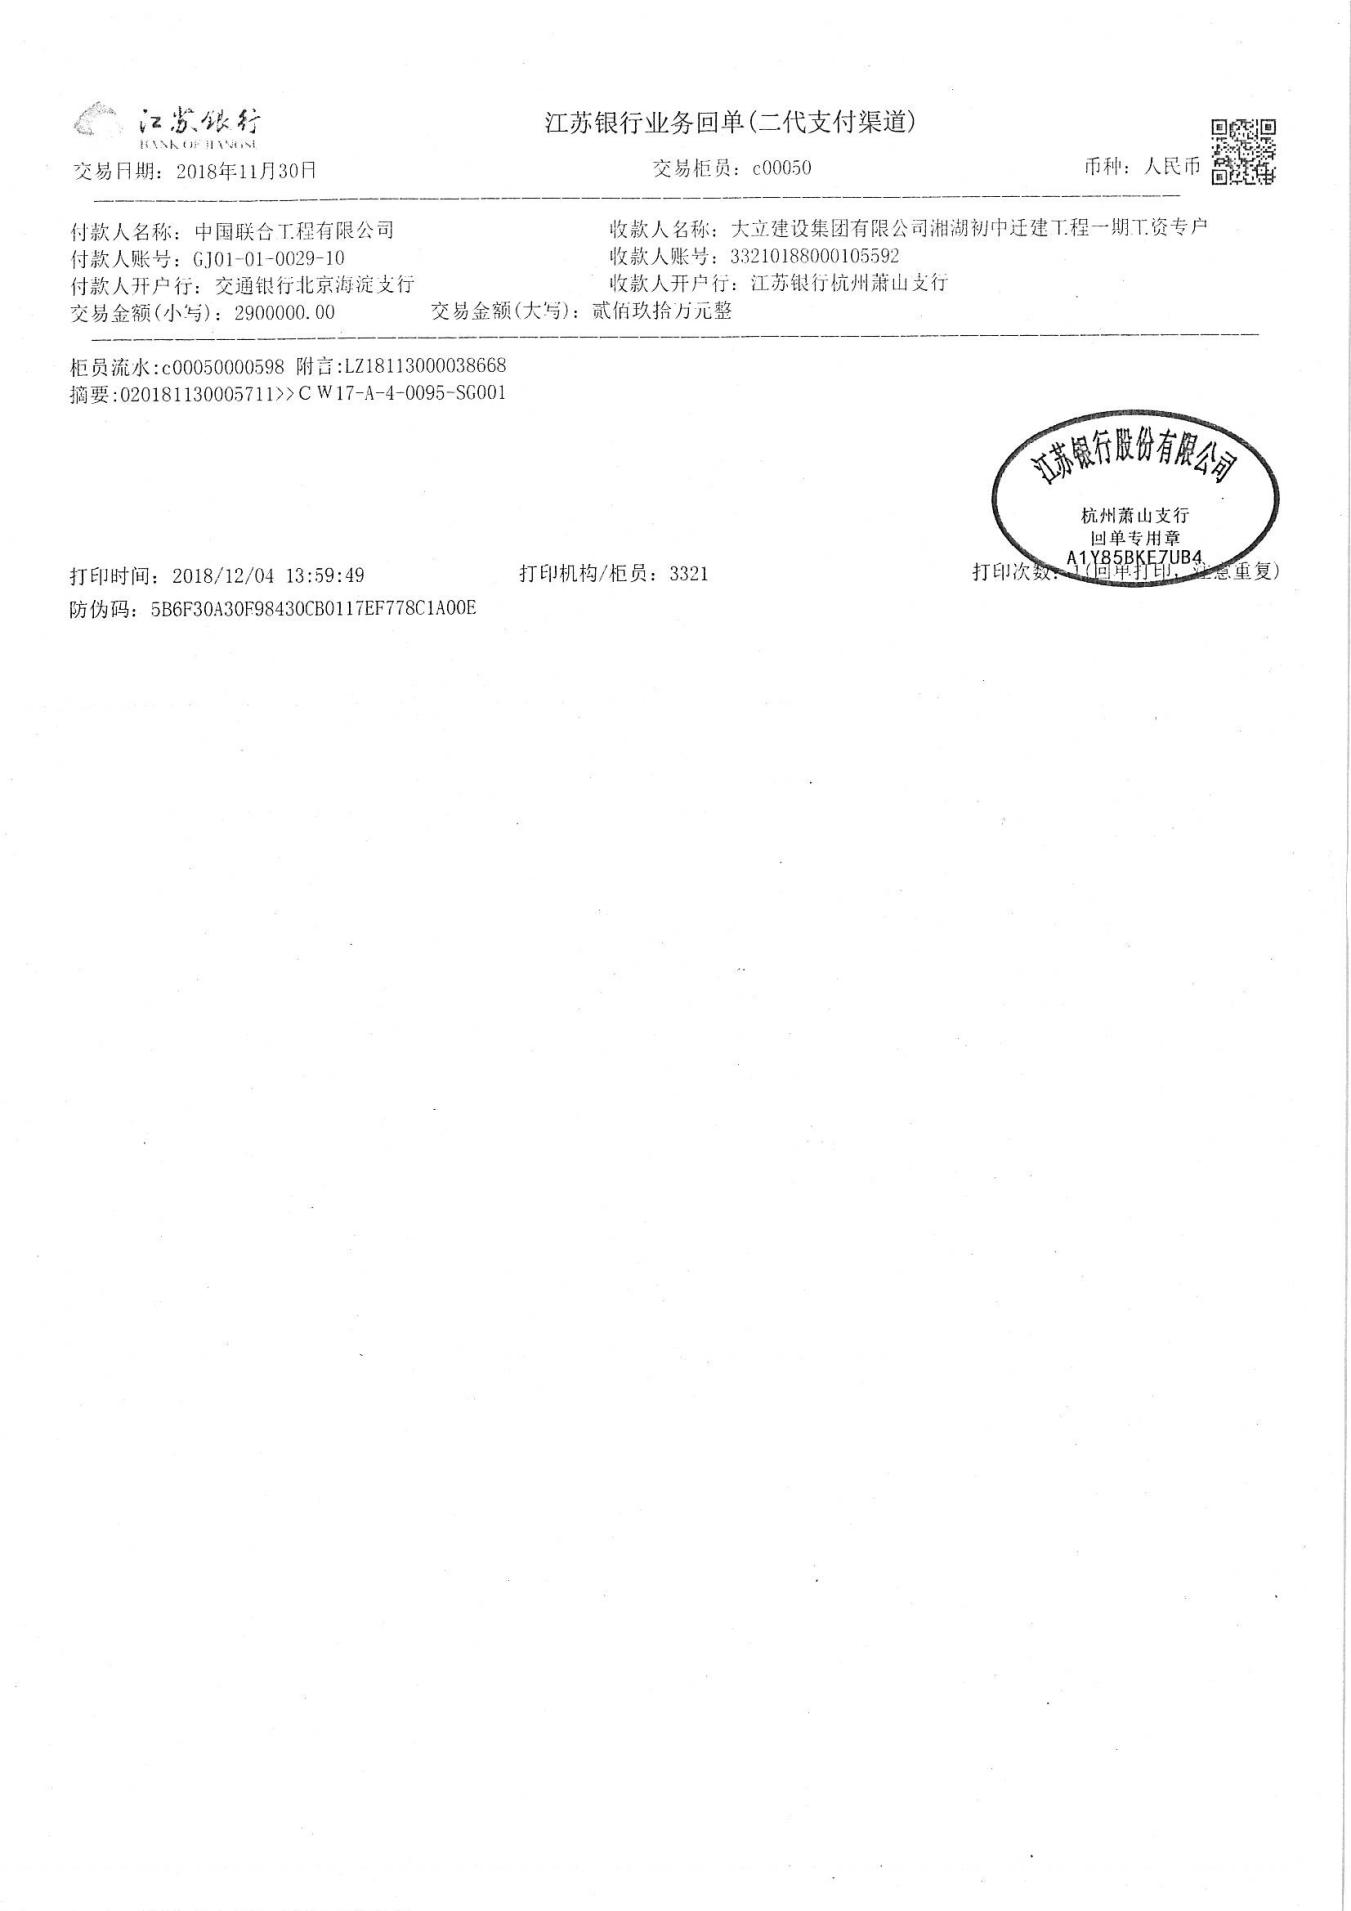 江苏银行
BANK OF JIANGSU
江苏银行业务回单(二代支付渠道)
交易日期: 2018年11月30日 交易柜员: c00050 币种: 人民币
付款人名称: 中国联合工程有限公司 收款人名称: 大立建设集团有限公司湘湖初中迁建工程一期工资专户
付款人账号: GJ01-01-0029-10 收款人账号: 33210188000105592
付款人开户行: 交通银行北京海淀支行 收款人开户行: 江苏银行杭州萧山支行
交易金额(小写): 2900000.00 交易金额(大写): 贰佰玖拾万元整
柜员流水:c00050000598 附言:LZ18113000038668
摘要:020181130005711>>CW17-A-4-0095-SG001
江苏银行股份有限公司
杭州萧山支行
回单专用章
A1Y85BKE7UB4
打印时间: 2018/12/04 13:59:49 打印机构/柜员: 3321 打印次数: 1(回单打印, 注意重复)
防伪码: 5B6F30A30F98430CB0117EF778C1A00E